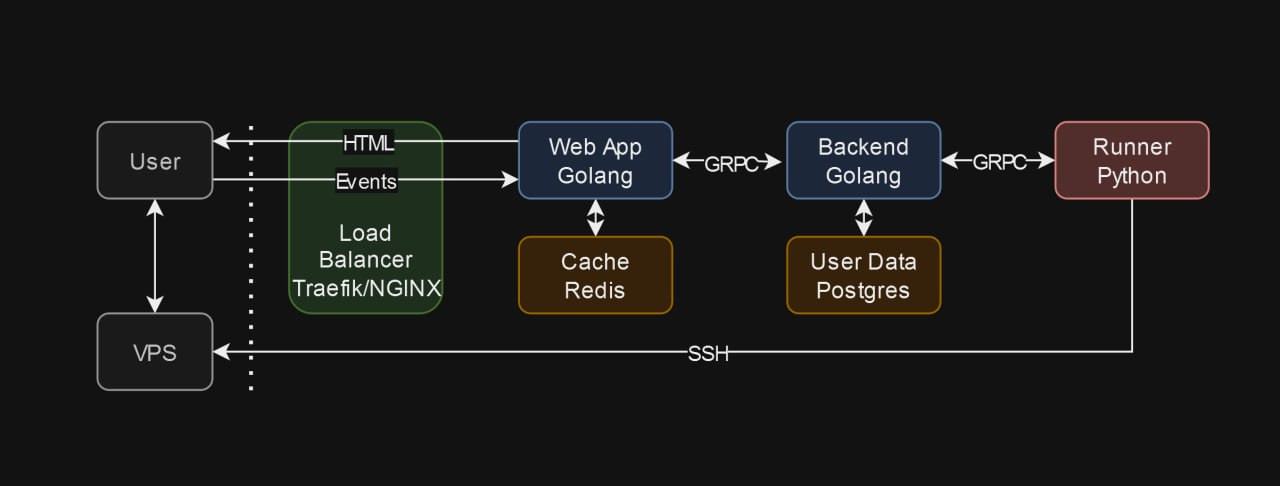 User
HTML
Events
Load
Balancer
Traefik/NGINX
Web App
Golang
GRPC
Backend
Golang
GRPC
Runner
Python
Cache
Redis
User Data
Postgres
VPS
SSH